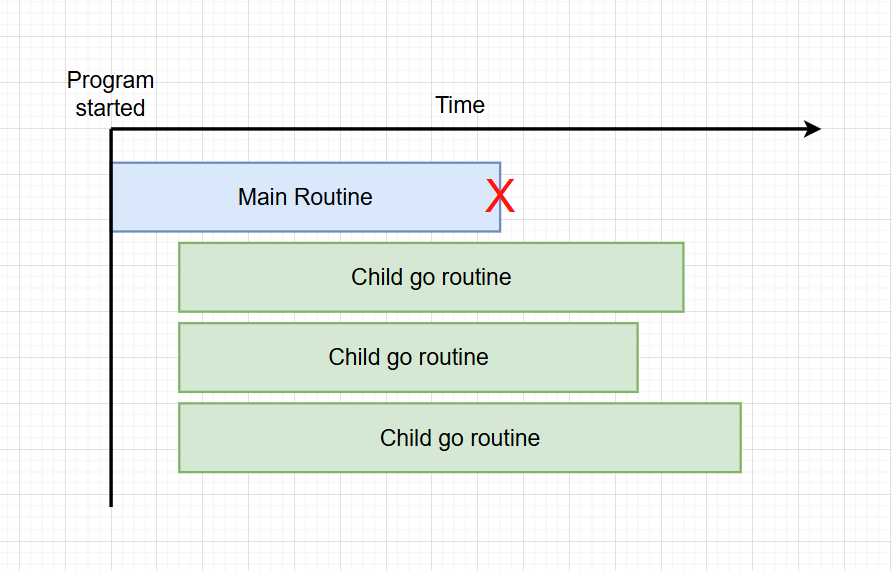 Program
started
Time
Main Routine
X
Child go routine
Child go routine
Child go routine